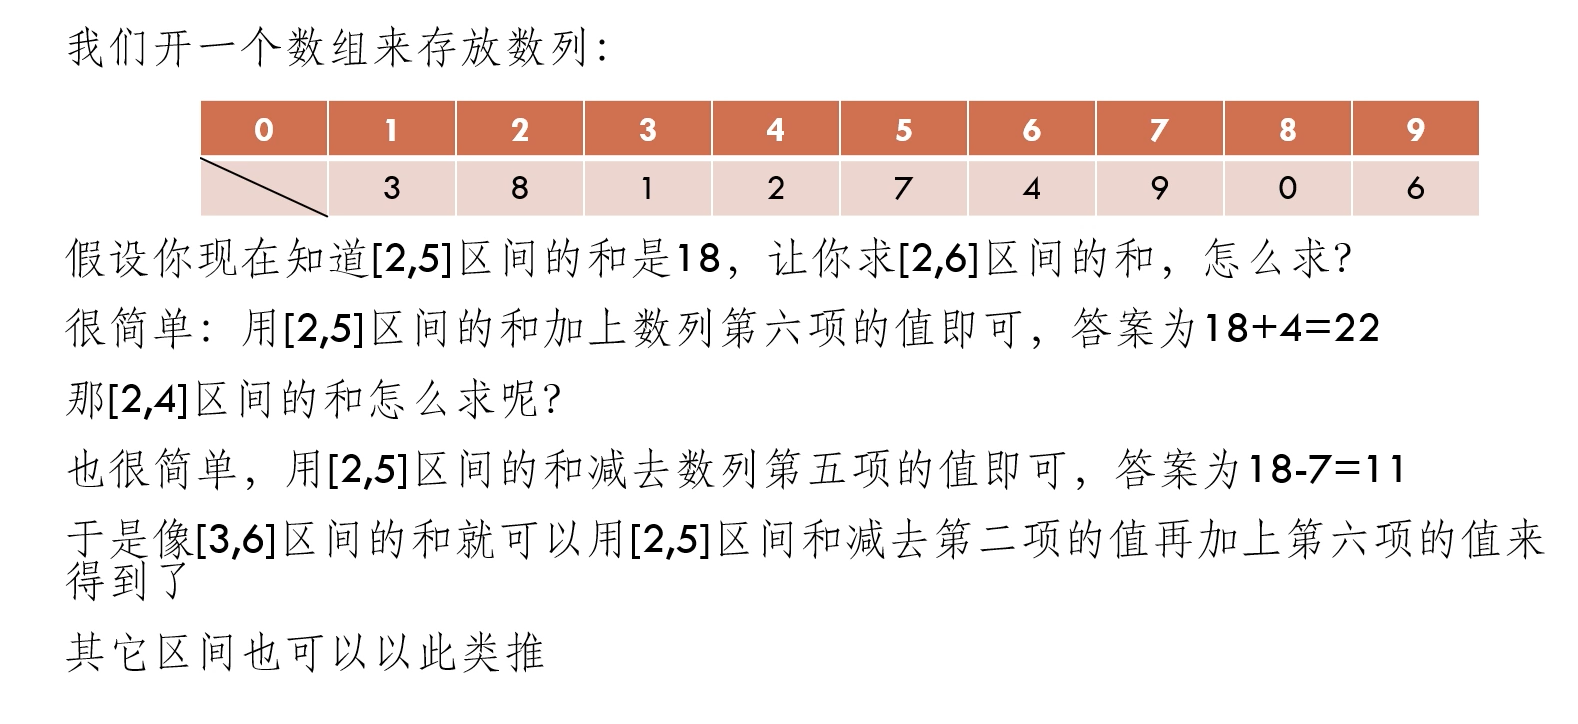 我们开一个数组来存放数列：
0 1 2 3 4 5 6 7 8 9
3 8 1 2 7 4 9 0 6
假设你现在知道[2,5]区间的和是18，让你求[2,6]区间的和，怎么求？
很简单：用[2,5]区间的和加上数列第六项的值即可，答案为18+4=22
那[2,4]区间的和怎么求呢？
也很简单，用[2,5]区间的和减去数列第五项的值即可，答案为18-7=11
于是像[3,6]区间的和就可以用[2,5]区间和减去第二项的值再加上第六项的值来
得到了
其它区间也可以以此类推